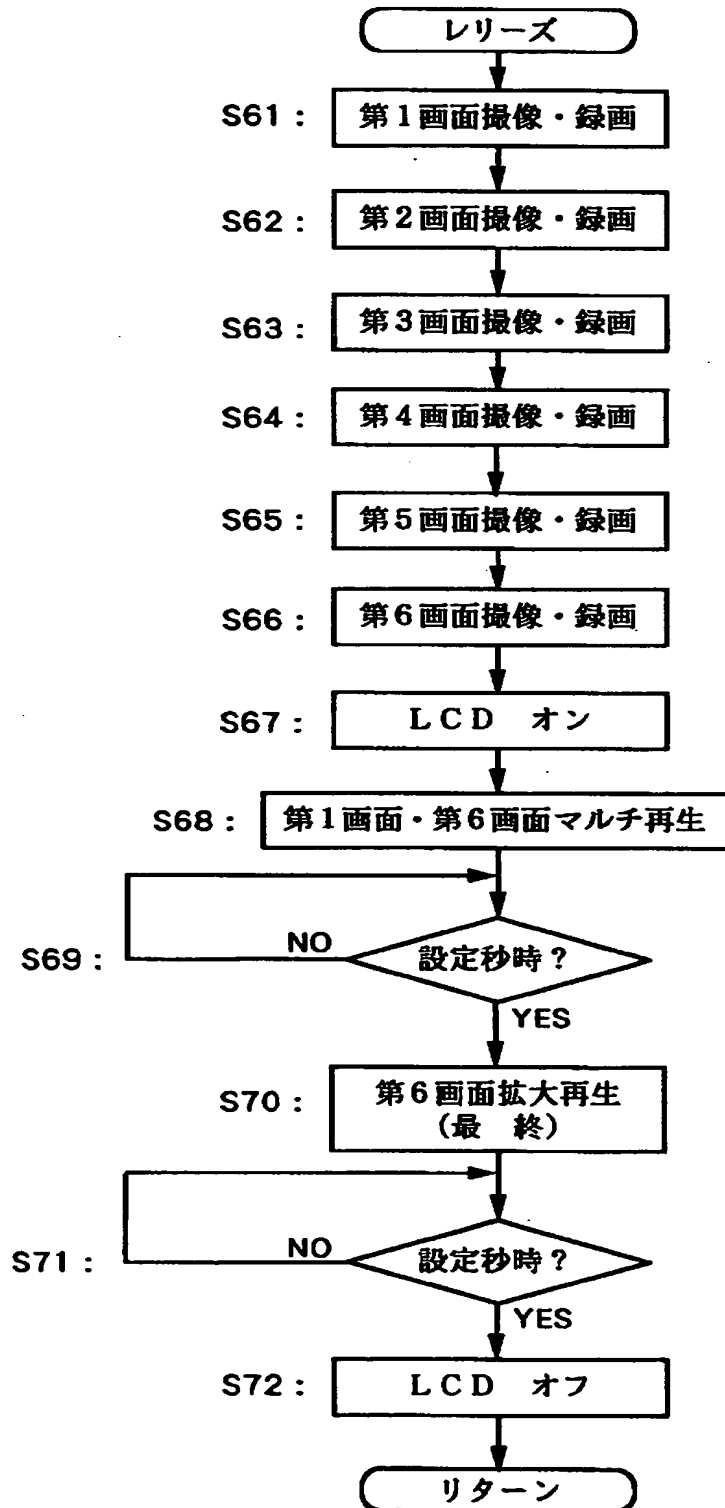 レリーズ
S61： 第1画面撮像・録画
S62： 第2画面撮像・録画
S63： 第3画面撮像・録画
S64： 第4画面撮像・録画
S65： 第5画面撮像・録画
S66： 第6画面撮像・録画
S67： LCD オン
S68： 第1画面・第6画面マルチ再生
S69： NO 設定秒時？
YES
S70： 第6画面拡大再生
(最 終)
S71： NO 設定秒時？
YES
S72： LCD オフ
リターン